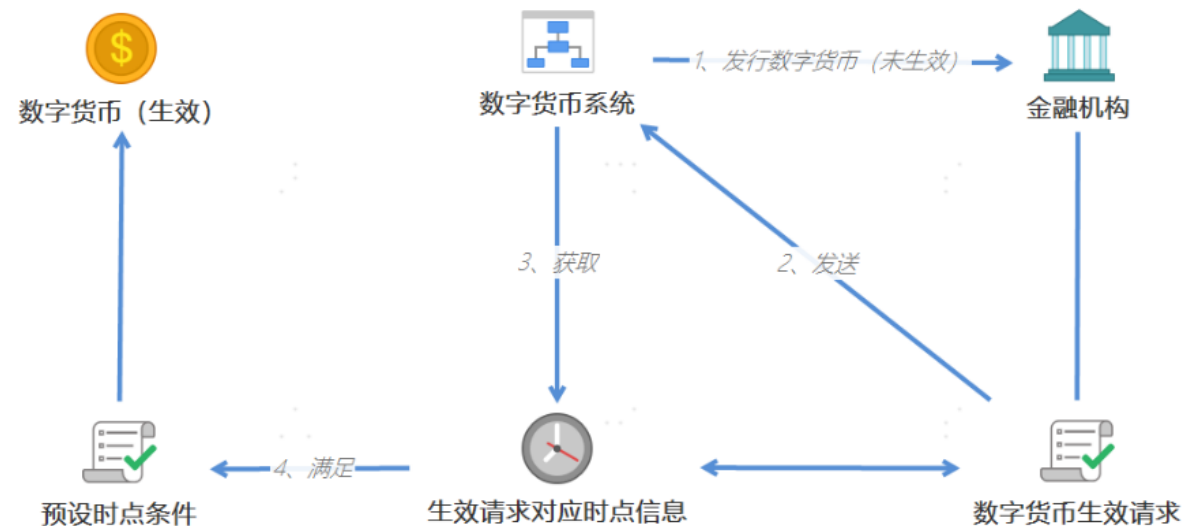 $
1、发行数字货币（未生效）
数字货币（生效）
数字货币系统
金融机构
3、获取
2、发送
4、满足
预设时点条件
生效请求对应时点信息
数字货币生效请求